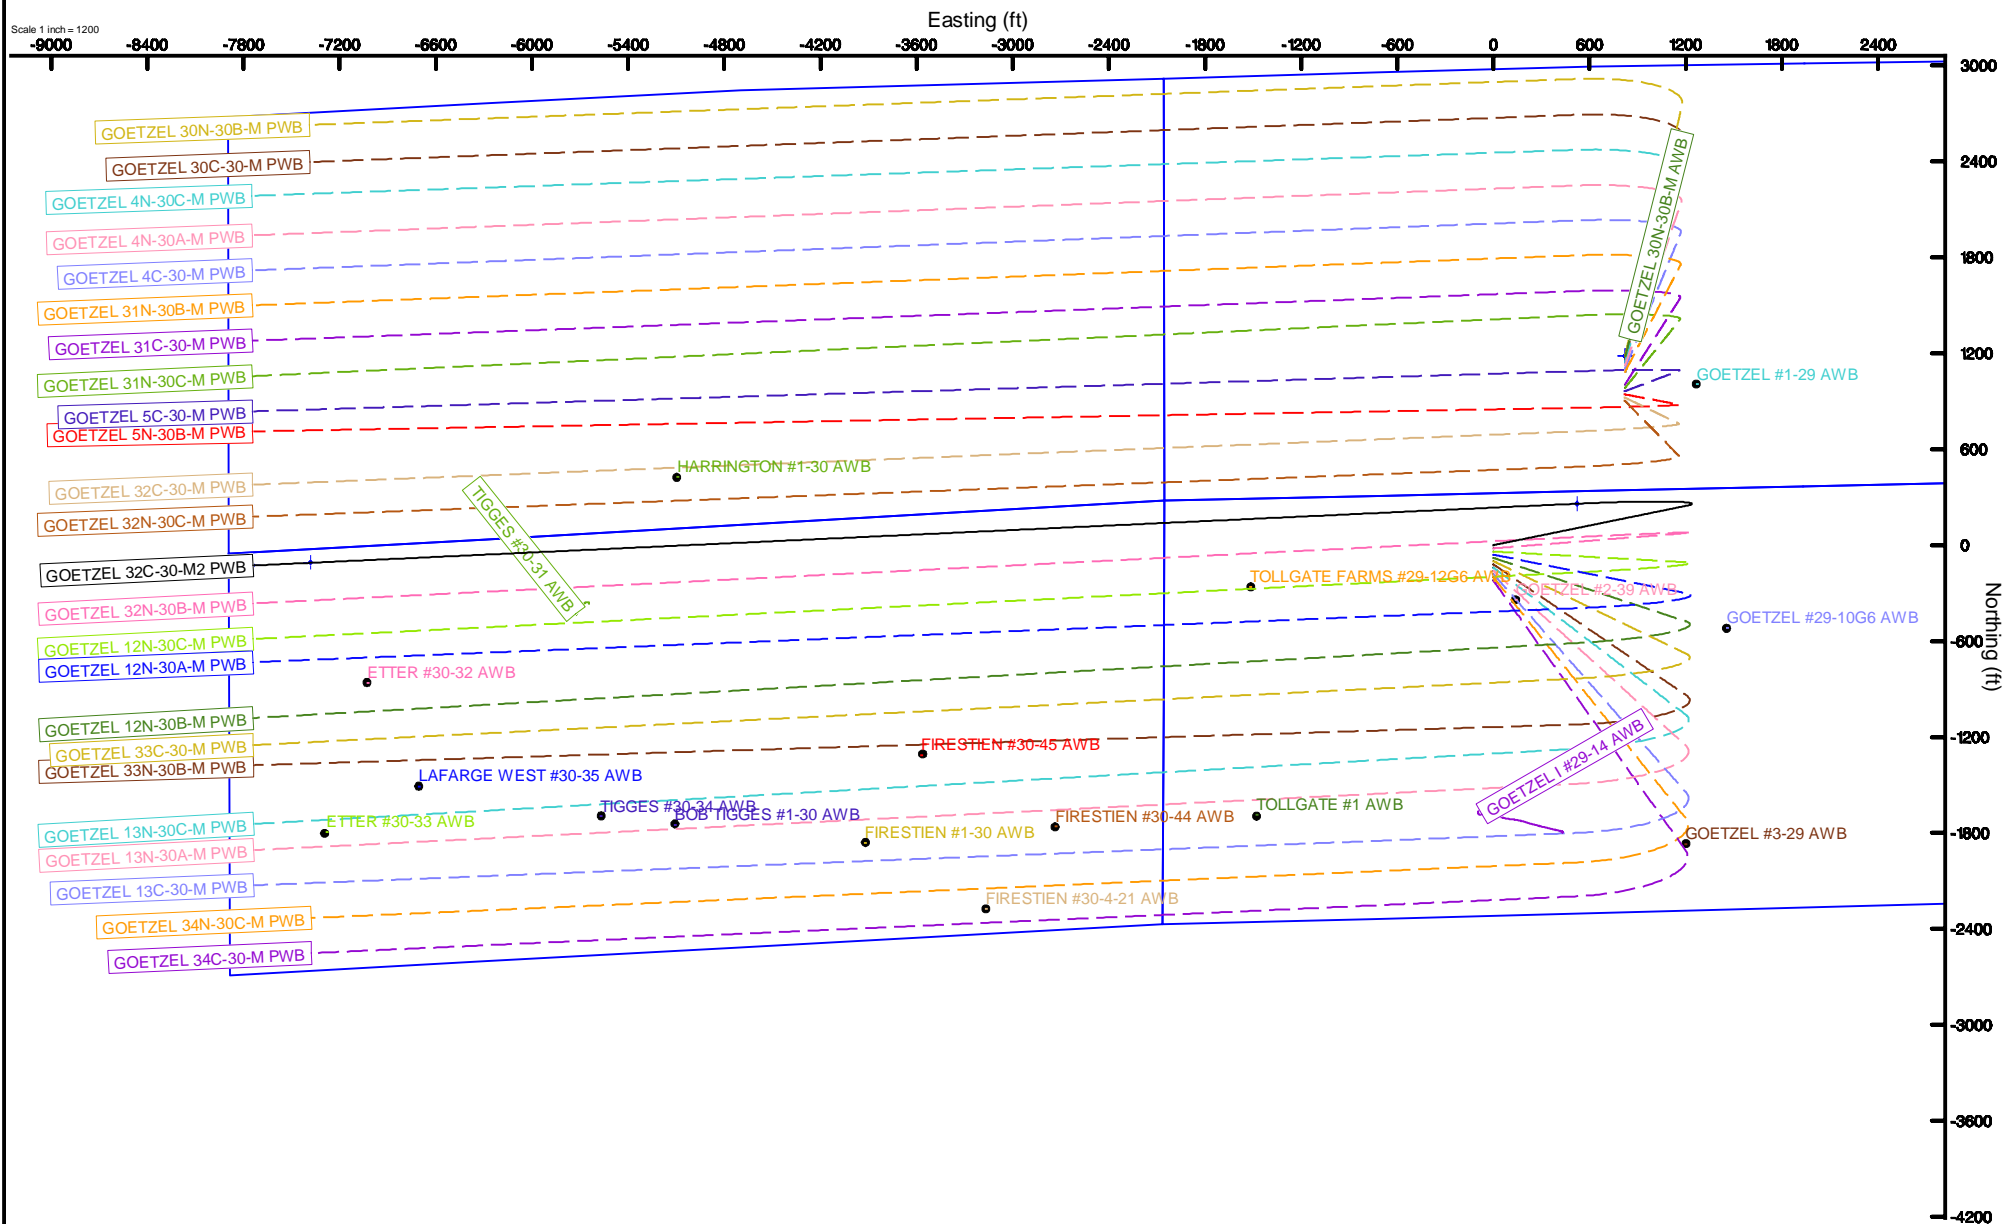 Easting (ft)
Scale 1 inch = 1200
-9000 -8400 -7800 -7200 -6600 -6000 -5400 -4800 -4200 -3600 -3000 -2400 -1800 -1200 -600 0 600 1200 1800 2400
3000
GOETZEL 30N-30B-M PWB
GOETZEL 30C-30-M PWB
2400
GOETZEL 4N-30C-M PWB
GOETZEL 30N-30B-M AWB
GOETZEL 4N-30A-M PWB
1800
GOETZEL 4C-30-M PWB
GOETZEL 31N-30B-M PWB
GOETZEL 31C-30-M PWB
1200
GOETZEL 31N-30C-M PWB
GOETZEL #1-29 AWB
GOETZEL 5C-30-M PWB
GOETZEL 5N-30B-M PWB
600
HARRINGTON #1-30 AWB
GOETZEL 32C-30-M PWB
GOETZEL 32N-30C-M PWB
TIGGES #30-31 AWB
0
GOETZEL 32C-30-M2 PWB
TOLLGATE FARMS #29-12G6 AWB
GOETZEL #2-39 AWB
GOETZEL 32N-30B-M PWB
GOETZEL #29-10G6 AWB
-600
Northing (ft)
GOETZEL 12N-30C-M PWB
GOETZEL 12N-30A-M PWB
ETTER #30-32 AWB
GOETZEL 12N-30B-M PWB
-1200
GOETZEL 33C-30-M PWB
FIRESTIEN #30-45 AWB
GOETZEL 33N-30B-M PWB
GOETZEL I #29-14 AWB
LAFARGE WEST #30-35 AWB
TIGGES #30-34 AWB
BOB TIGGES #1-30 AWB
TOLLGATE #1 AWB
FIRESTIEN #30-44 AWB
ETTER #30-33 AWB
GOETZEL 13N-30C-M PWB
FIRESTIEN #1-30 AWB
GOETZEL #3-29 AWB
-1800
GOETZEL 13N-30A-M PWB
GOETZEL 13C-30-M PWB
FIRESTIEN #30-4-21 AWB
GOETZEL 34N-30C-M PWB
-2400
GOETZEL 34C-30-M PWB
-3000
-3600
-4200